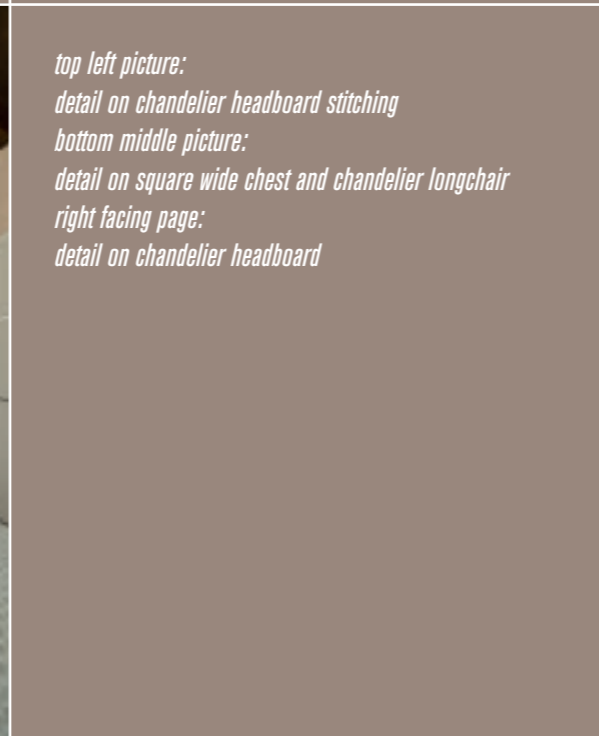 top left picture:
detail on chandelier headboard stitching
bottom middle picture:
detail on square wide chest and chandelier longchair
right facing page:
detail on chandelier headboard